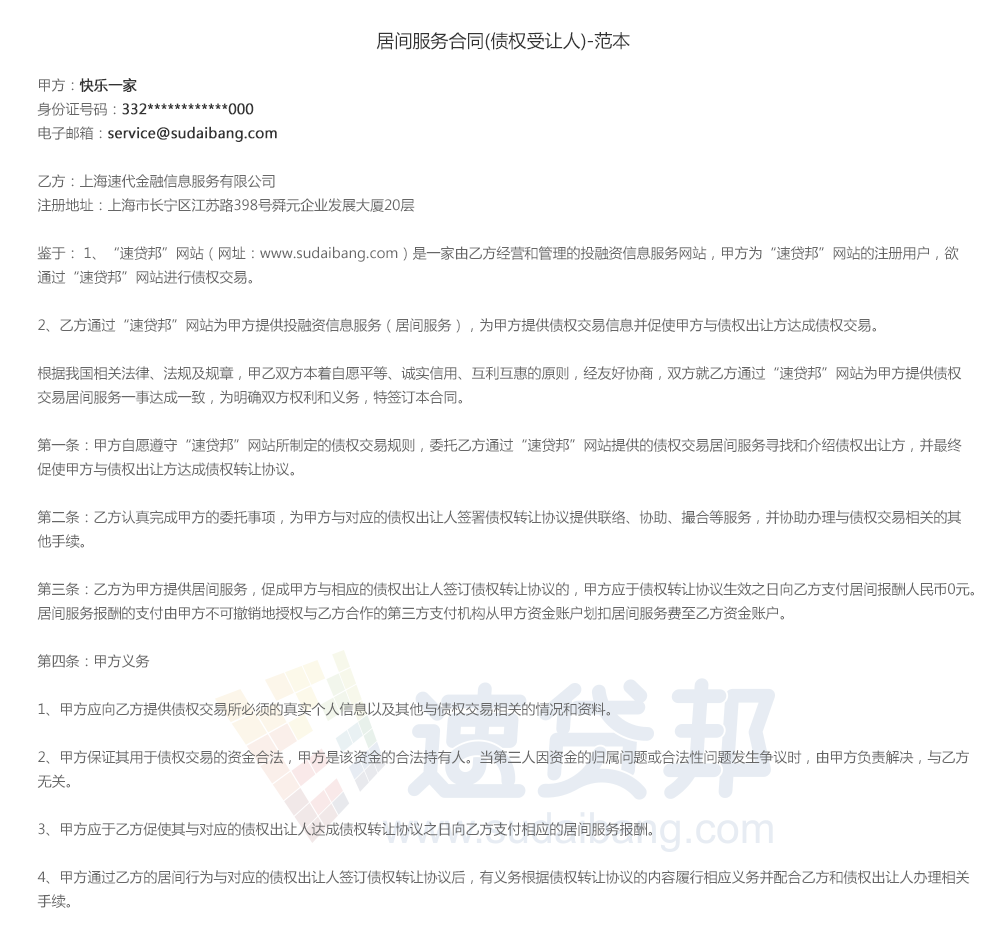 居间服务合同(债权受让人)-范本
甲方：快乐一家
身份证号码：332************000
电子邮箱：service@sudaibang.com
乙方：上海速代金融信息服务有限公司
注册地址：上海市长宁区江苏路398号舜元企业发展大厦20层
鉴于： 1、 “速贷邦”网站（网址：www.sudaibang.com）是一家由乙方经营和管理的投融资信息服务网站，甲方为“速贷邦”网站的注册用户，欲
通过“速贷邦”网站进行债权交易。
2、乙方通过“速贷邦”网站为甲方提供投融资信息服务（居间服务），为甲方提供债权交易信息并促使甲方与债权出让方达成债权交易。
根据我国相关法律、法规及规章，甲乙双方本着自愿平等、诚实信用、互利互惠的原则，经友好协商，双方就乙方通过“速贷邦”网站为甲方提供债权
交易居间服务一事达成一致，为明确双方权利和义务，特签订本合同。
第一条：甲方自愿遵守“速贷邦”网站所制定的债权交易规则，委托乙方通过“速贷邦”网站提供的债权交易居间服务寻找和介绍债权出让方，并最终
促使甲方与债权出让方达成债权转让协议。
第二条：乙方认真完成甲方的委托事项，为甲方与对应的债权出让人签署债权转让协议提供联络、协助、撮合等服务，并协助办理与债权交易相关的其
他手续。
第三条：乙方为甲方提供居间服务，促成甲方与相应的债权出让人签订债权转让协议的，甲方应于债权转让协议生效之日向乙方支付居间报酬人民币0元。
居间服务报酬的支付由甲方不可撤销地授权与乙方合作的第三方支付机构从甲方资金账户划扣居间服务费至乙方资金账户。
第四条：甲方义务
1、甲方应向乙方提供债权交易所必须的真实个人信息以及其他与债权交易相关的情况和资料。
2、甲方保证其用于债权交易的资金合法，甲方是该资金的合法持有人。当第三人因资金的归属问题或合法性问题发生争议时，由甲方负责解决，与乙方
无关。
3、甲方应于乙方促使其与对应的债权出让人达成债权转让协议之日向乙方支付相应的居间服务报酬。
4、甲方通过乙方的居间行为与对应的债权出让人签订债权转让协议后，有义务根据债权转让协议的内容履行相应义务并配合乙方和债权出让人办理相关
手续。
速贷邦
www.sudaibang.com